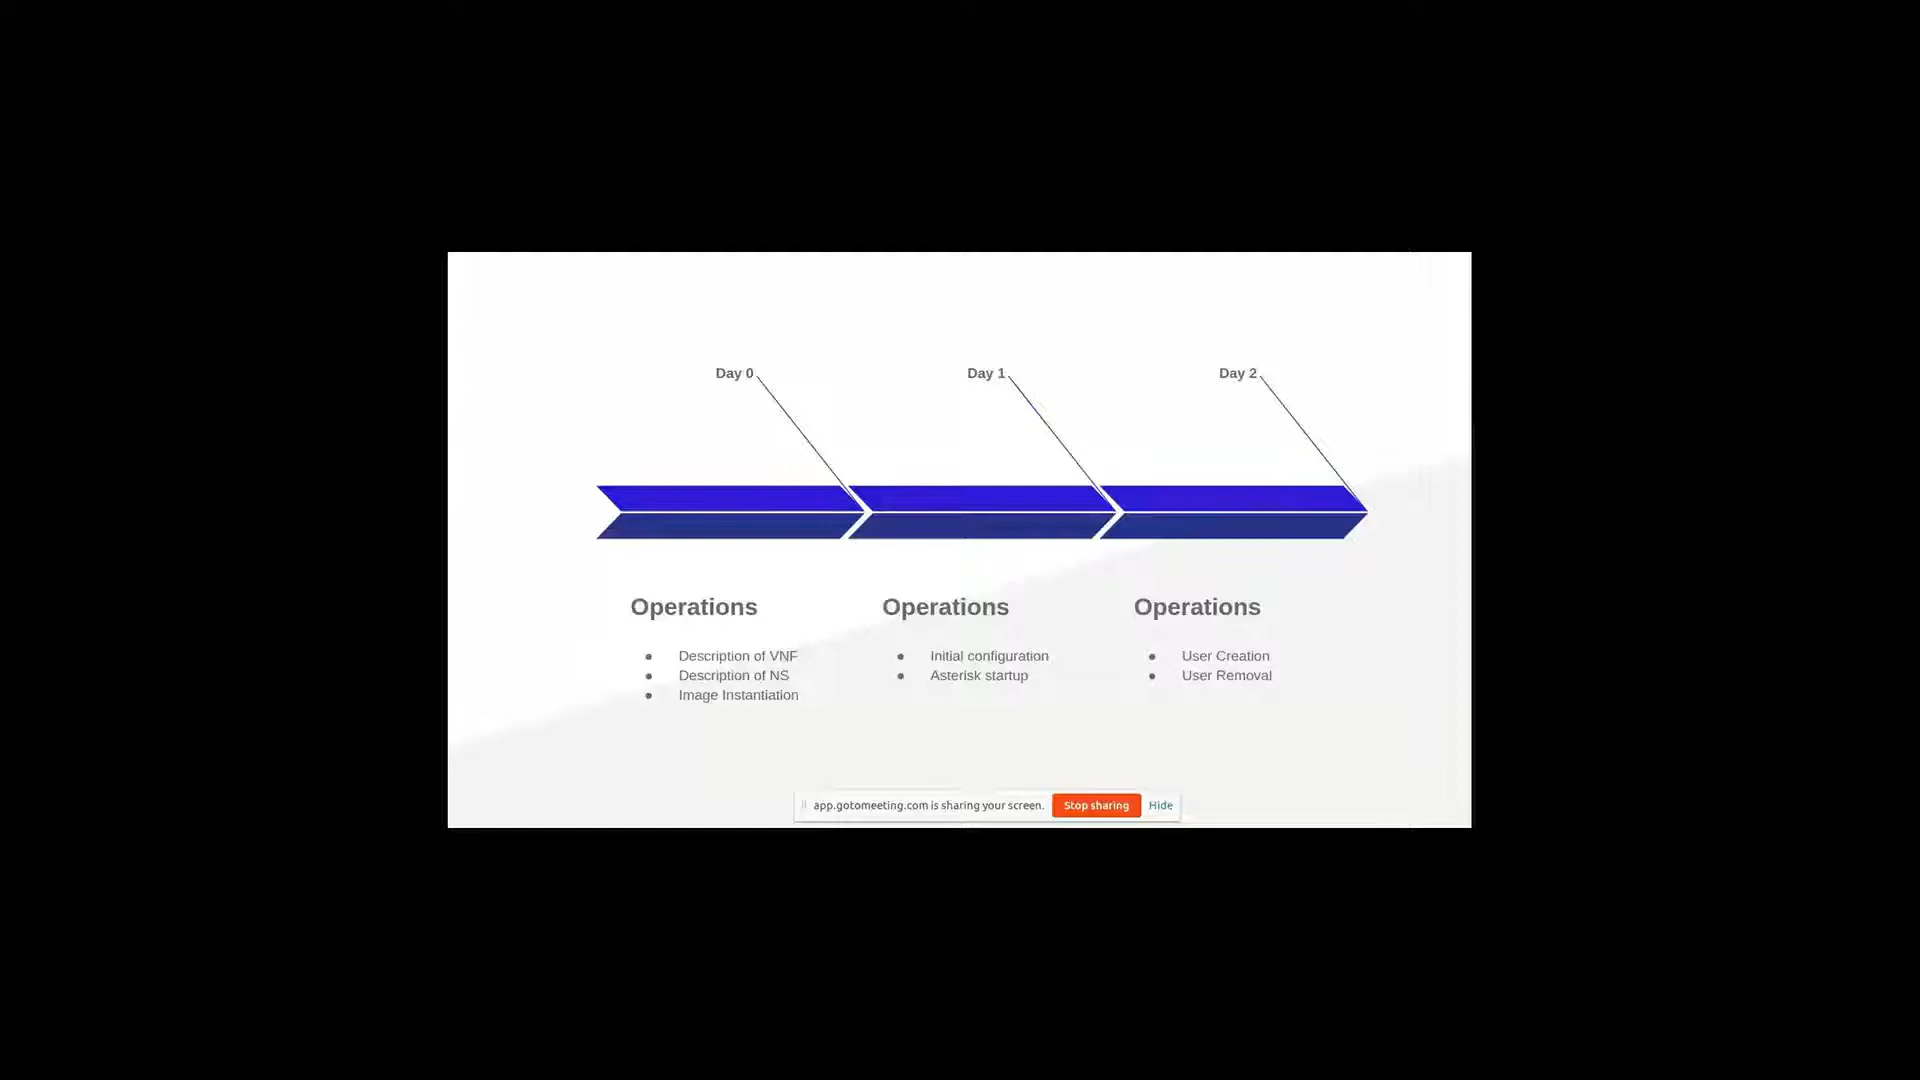 Day 0
Day 1
Day 2
Operations
● Description of VNF
● Description of NS
● Image Instantiation
Operations
● Initial configuration
● Asterisk startup
Operations
● User Creation
● User Removal
app.gotomeeting.com is sharing your screen. Stop sharing Hide